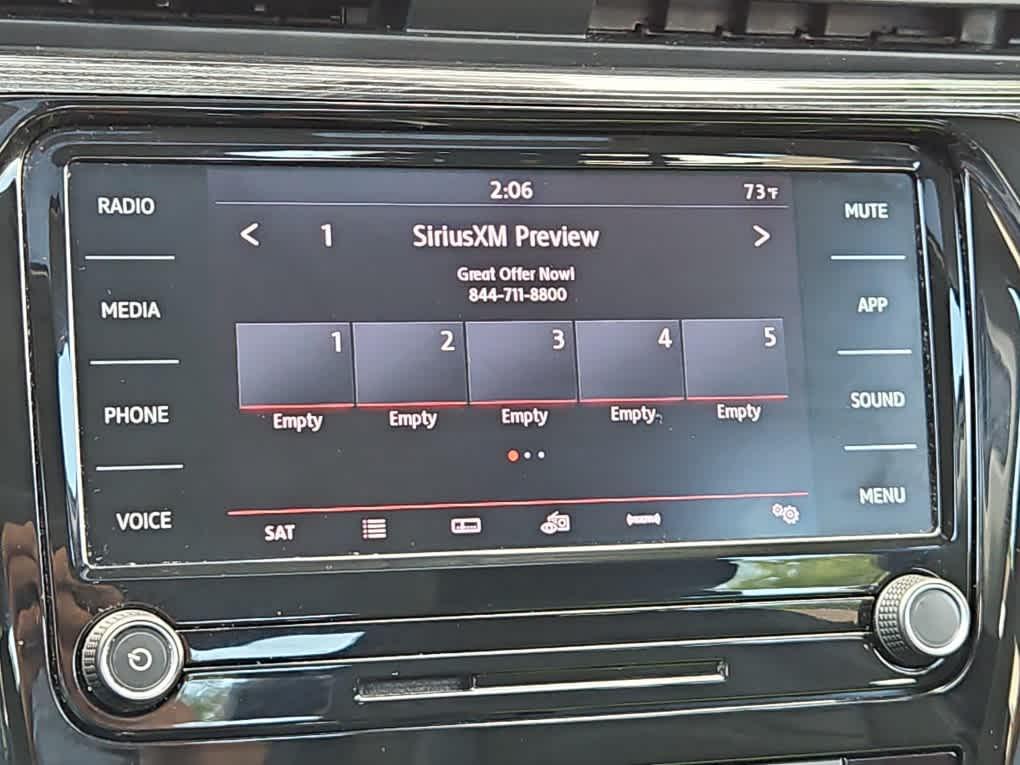 2:06 73°F
RADIO
MEDIA
PHONE
VOICE
1 SiriusXM Preview
Great Offer Now!
844-711-8800
1 2 3 4 5
Empty Empty Empty Empty Empty
SAT
MUTE
APP
SOUND
MENU